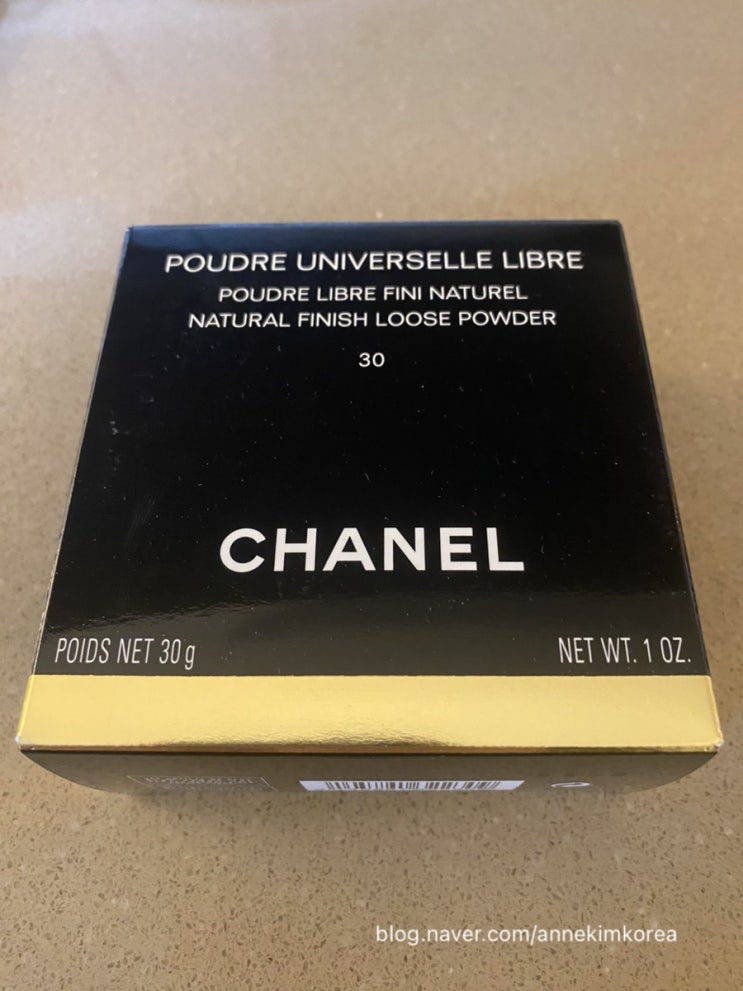 POUDRE UNIVERSELLE LIBRE
POUDRE LIBRE FINI NATUREL
NATURAL FINISH LOOSE POWDER
30
CHANEL
POIDS NET 30 g NET WT. 1 OZ.
blog.naver.com/annekimkorea